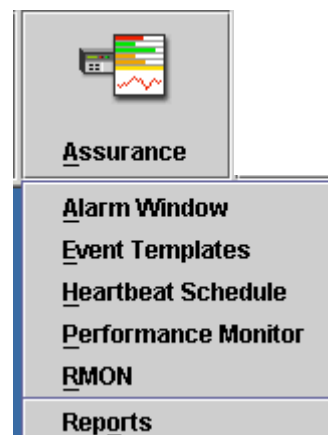 Assurance
Alarm Window
Event Templates
Heartbeat Schedule
Performance Monitor
RMON
Reports